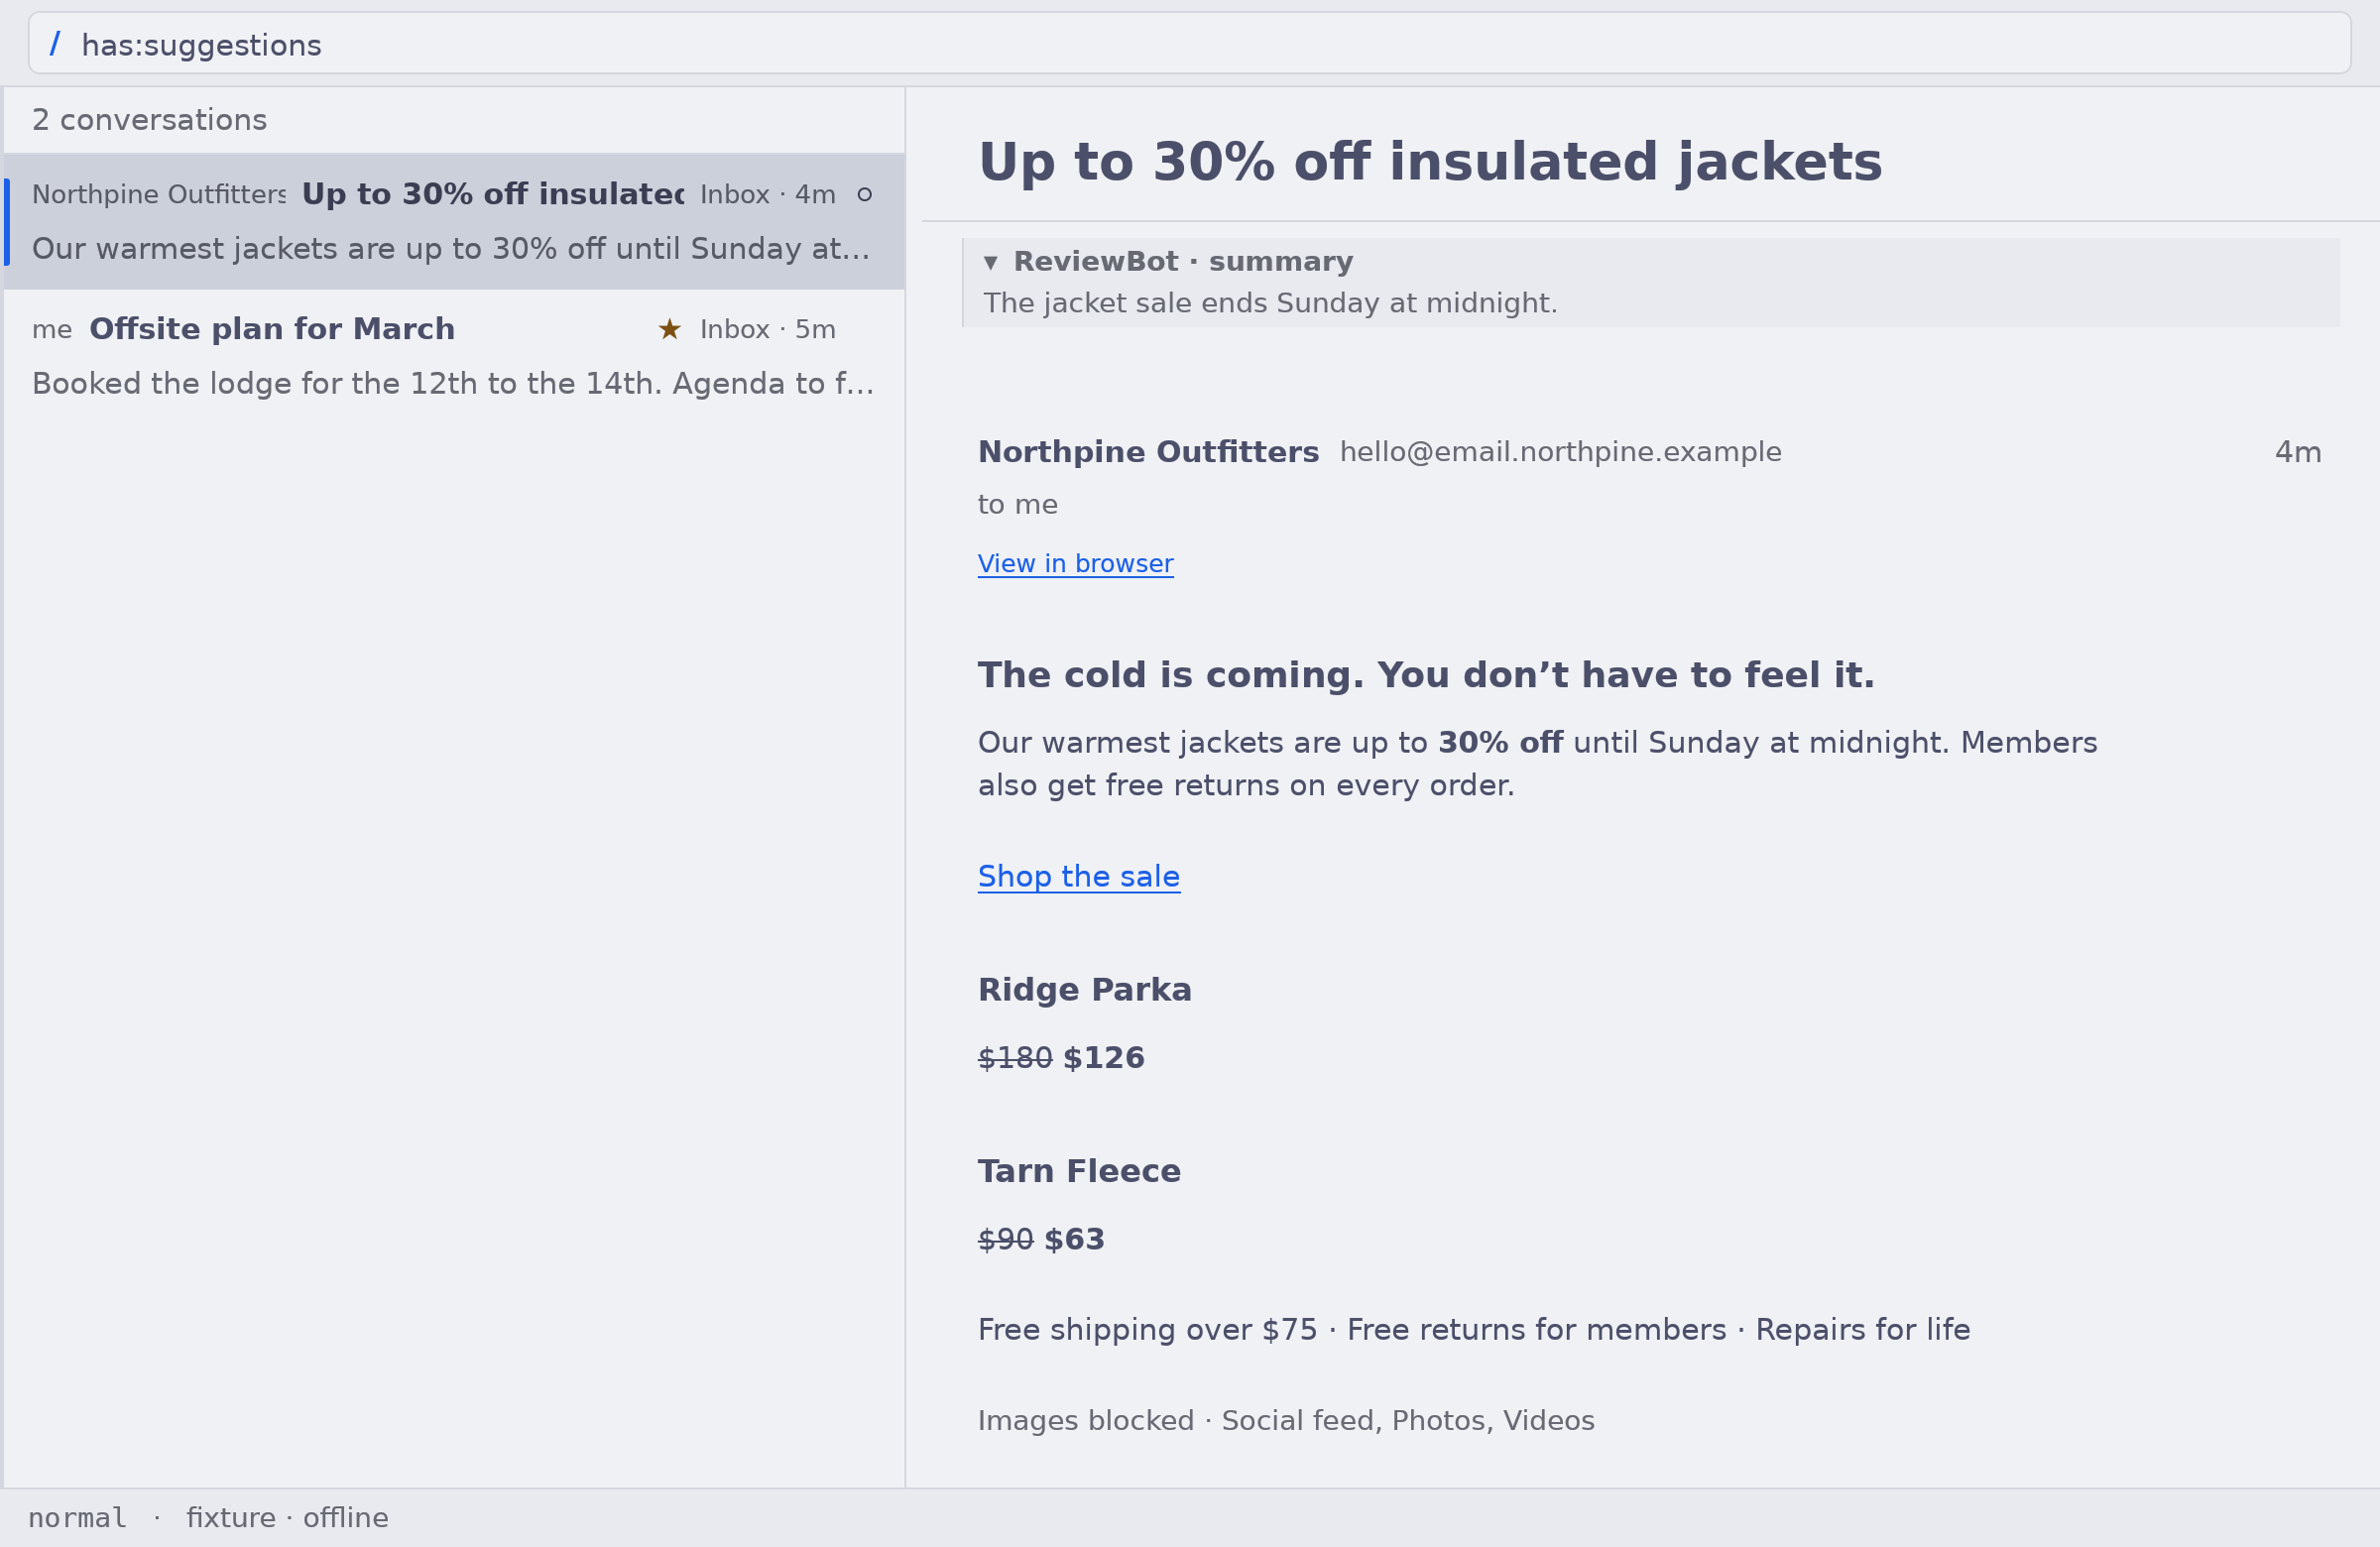 / has:suggestions
2 conversations
Northpine Outfitters Up to 30% off insulated Inbox · 4m
Our warmest jackets are up to 30% off until Sunday at…
me Offsite plan for March ★ Inbox · 5m
Booked the lodge for the 12th to the 14th. Agenda to f…
Up to 30% off insulated jackets
▾ ReviewBot · summary
The jacket sale ends Sunday at midnight.
Northpine Outfitters hello@email.northpine.example 4m
to me
View in browser
The cold is coming. You don’t have to feel it.
Our warmest jackets are up to 30% off until Sunday at midnight. Members
also get free returns on every order.
Shop the sale
Ridge Parka
$180 $126
Tarn Fleece
$90 $63
Free shipping over $75 · Free returns for members · Repairs for life
Images blocked · Social feed, Photos, Videos
normal · fixture · offline